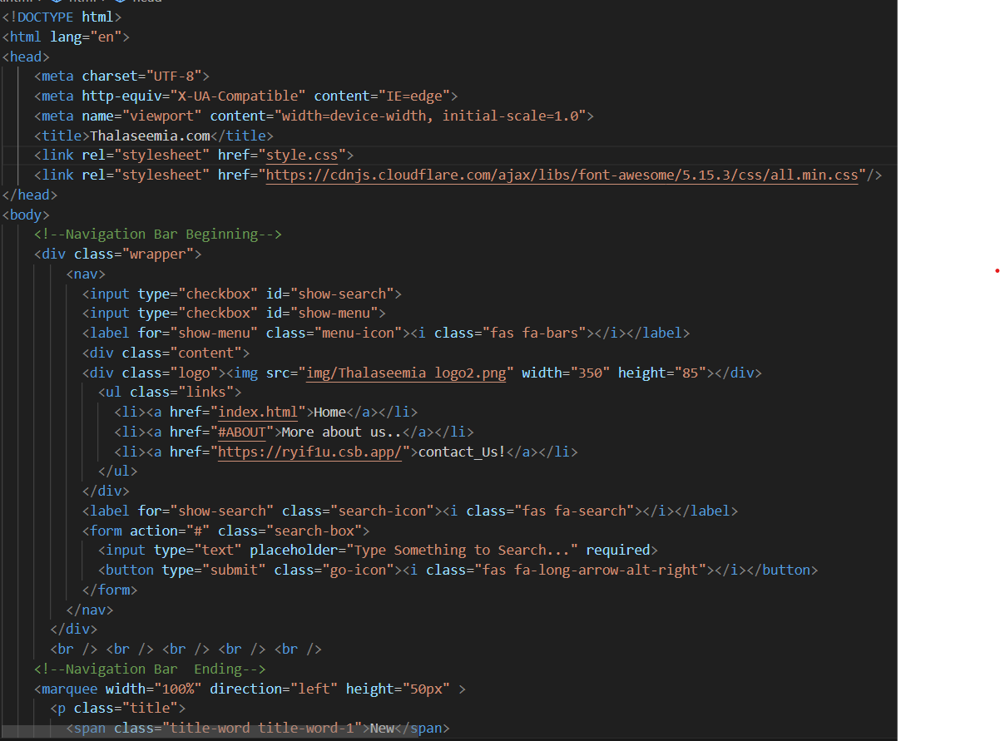 <!DOCTYPE html>
<html lang="en">
<head>
<meta charset="UTF-8">
<meta http-equiv="X-UA-Compatible" content="IE=edge">
<meta name="viewport" content="width=device-width, initial-scale=1.0">
<title>Thalaseemia.com</title>
<link rel="stylesheet" href="style.css">
<link rel="stylesheet" href="https://cdnjs.cloudflare.com/ajax/libs/font-awesome/5.15.3/css/all.min.css"/>
</head>
<body>
<!--Navigation Bar Beginning-->
<div class="wrapper">
<nav>
<input type="checkbox" id="show-search">
<input type="checkbox" id="show-menu">
<label for="show-menu" class="menu-icon"><i class="fas fa-bars"></i></label>
<div class="content">
<div class="logo"><img src="img/Thalaseemia logo2.png" width="350" height="85"></div>
<ul class="links">
<li><a href="index.html">Home</a></li>
<li><a href="#ABOUT">More about us..</a></li>
<li><a href="https://ryif1u.csb.app/">contact_Us!</a></li>
</ul>
</div>
<label for="show-search" class="search-icon"><i class="fas fa-search"></i></label>
<form action="#" class="search-box">
<input type="text" placeholder="Type Something to Search..." required>
<button type="submit" class="go-icon"><i class="fas fa-long-arrow-alt-right"></i></button>
</form>
</nav>
</div>
<br /> <br /> <br /> <br /> <br />
<!--Navigation Bar  Ending-->
<marquee width="100%" direction="left" height="50px" >
<p class="title">
<span class="title-word title-word-1">New</span>